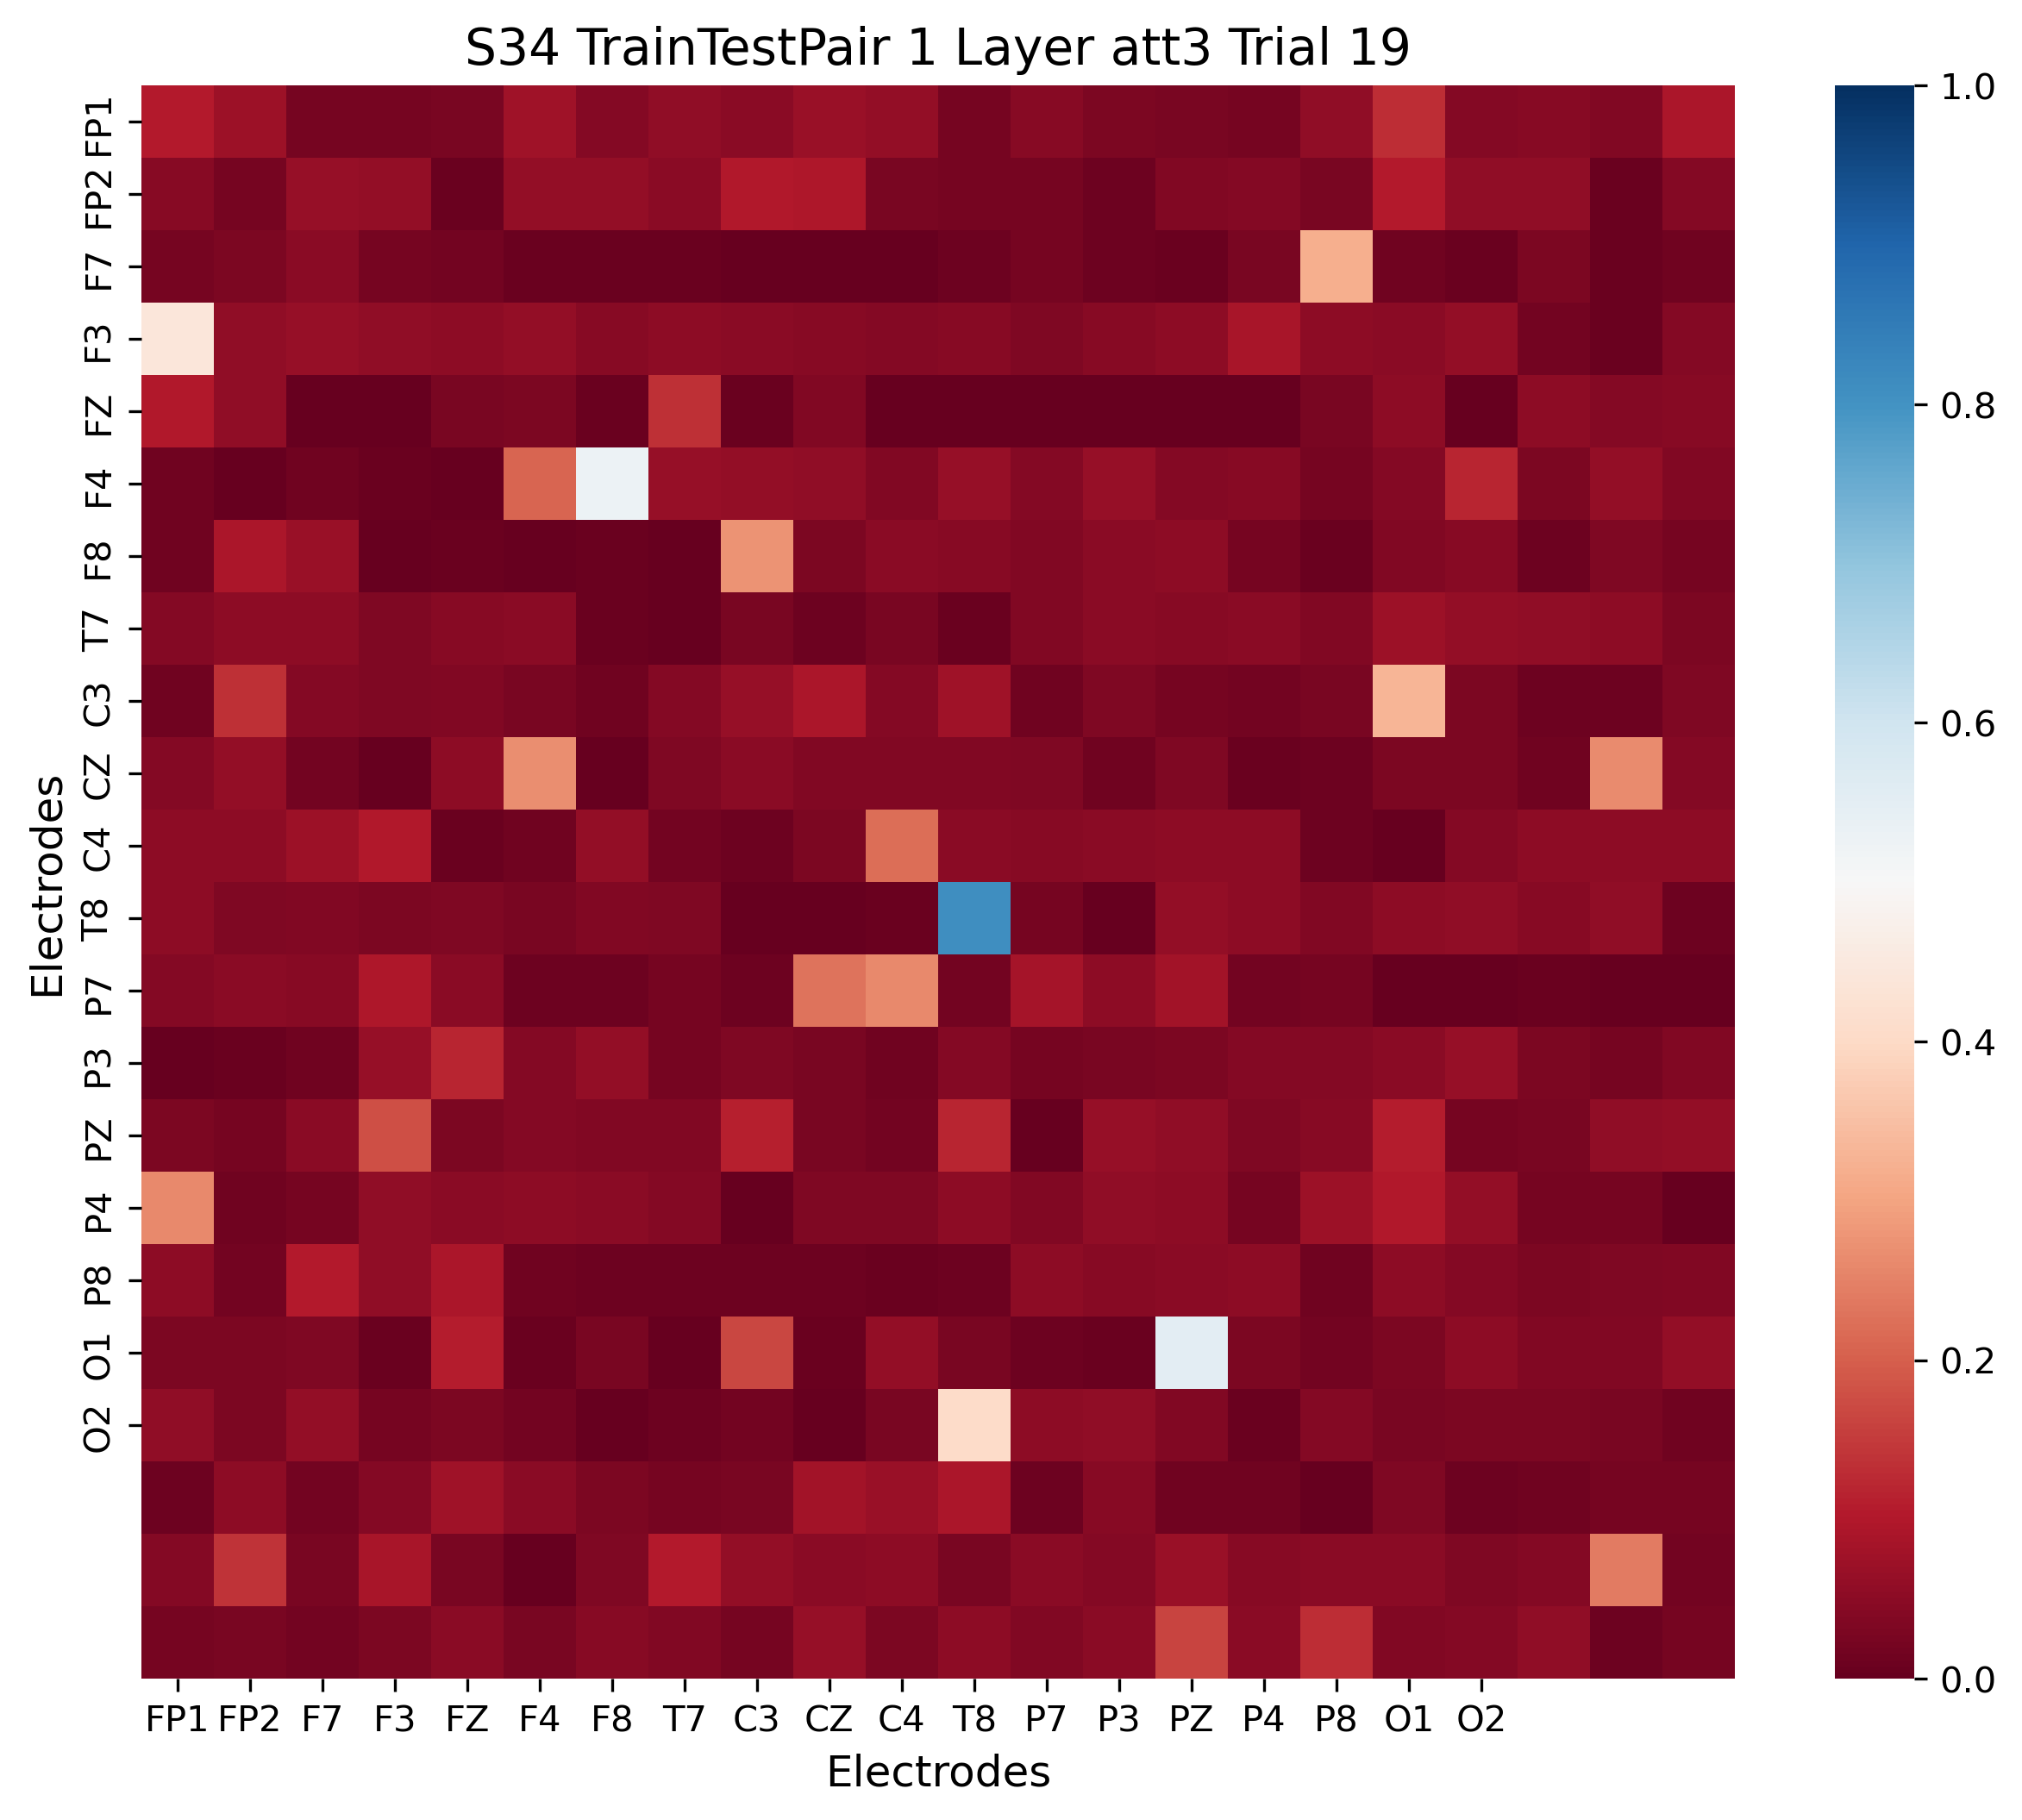 S34 TrainTestPair 1 Layer att3 Trial 19
Electrodes
FP1
FP2
F7
F3
FZ
F4
F8
T7
C3
CZ
C4
T8
P7
P3
PZ
P4
P8
O1
O2
FP1 FP2 F7 F3 FZ F4 F8 T7 C3 CZ C4 T8 P7 P3 PZ P4 P8 O1 O2
Electrodes
1.0
0.8
0.6
0.4
0.2
0.0